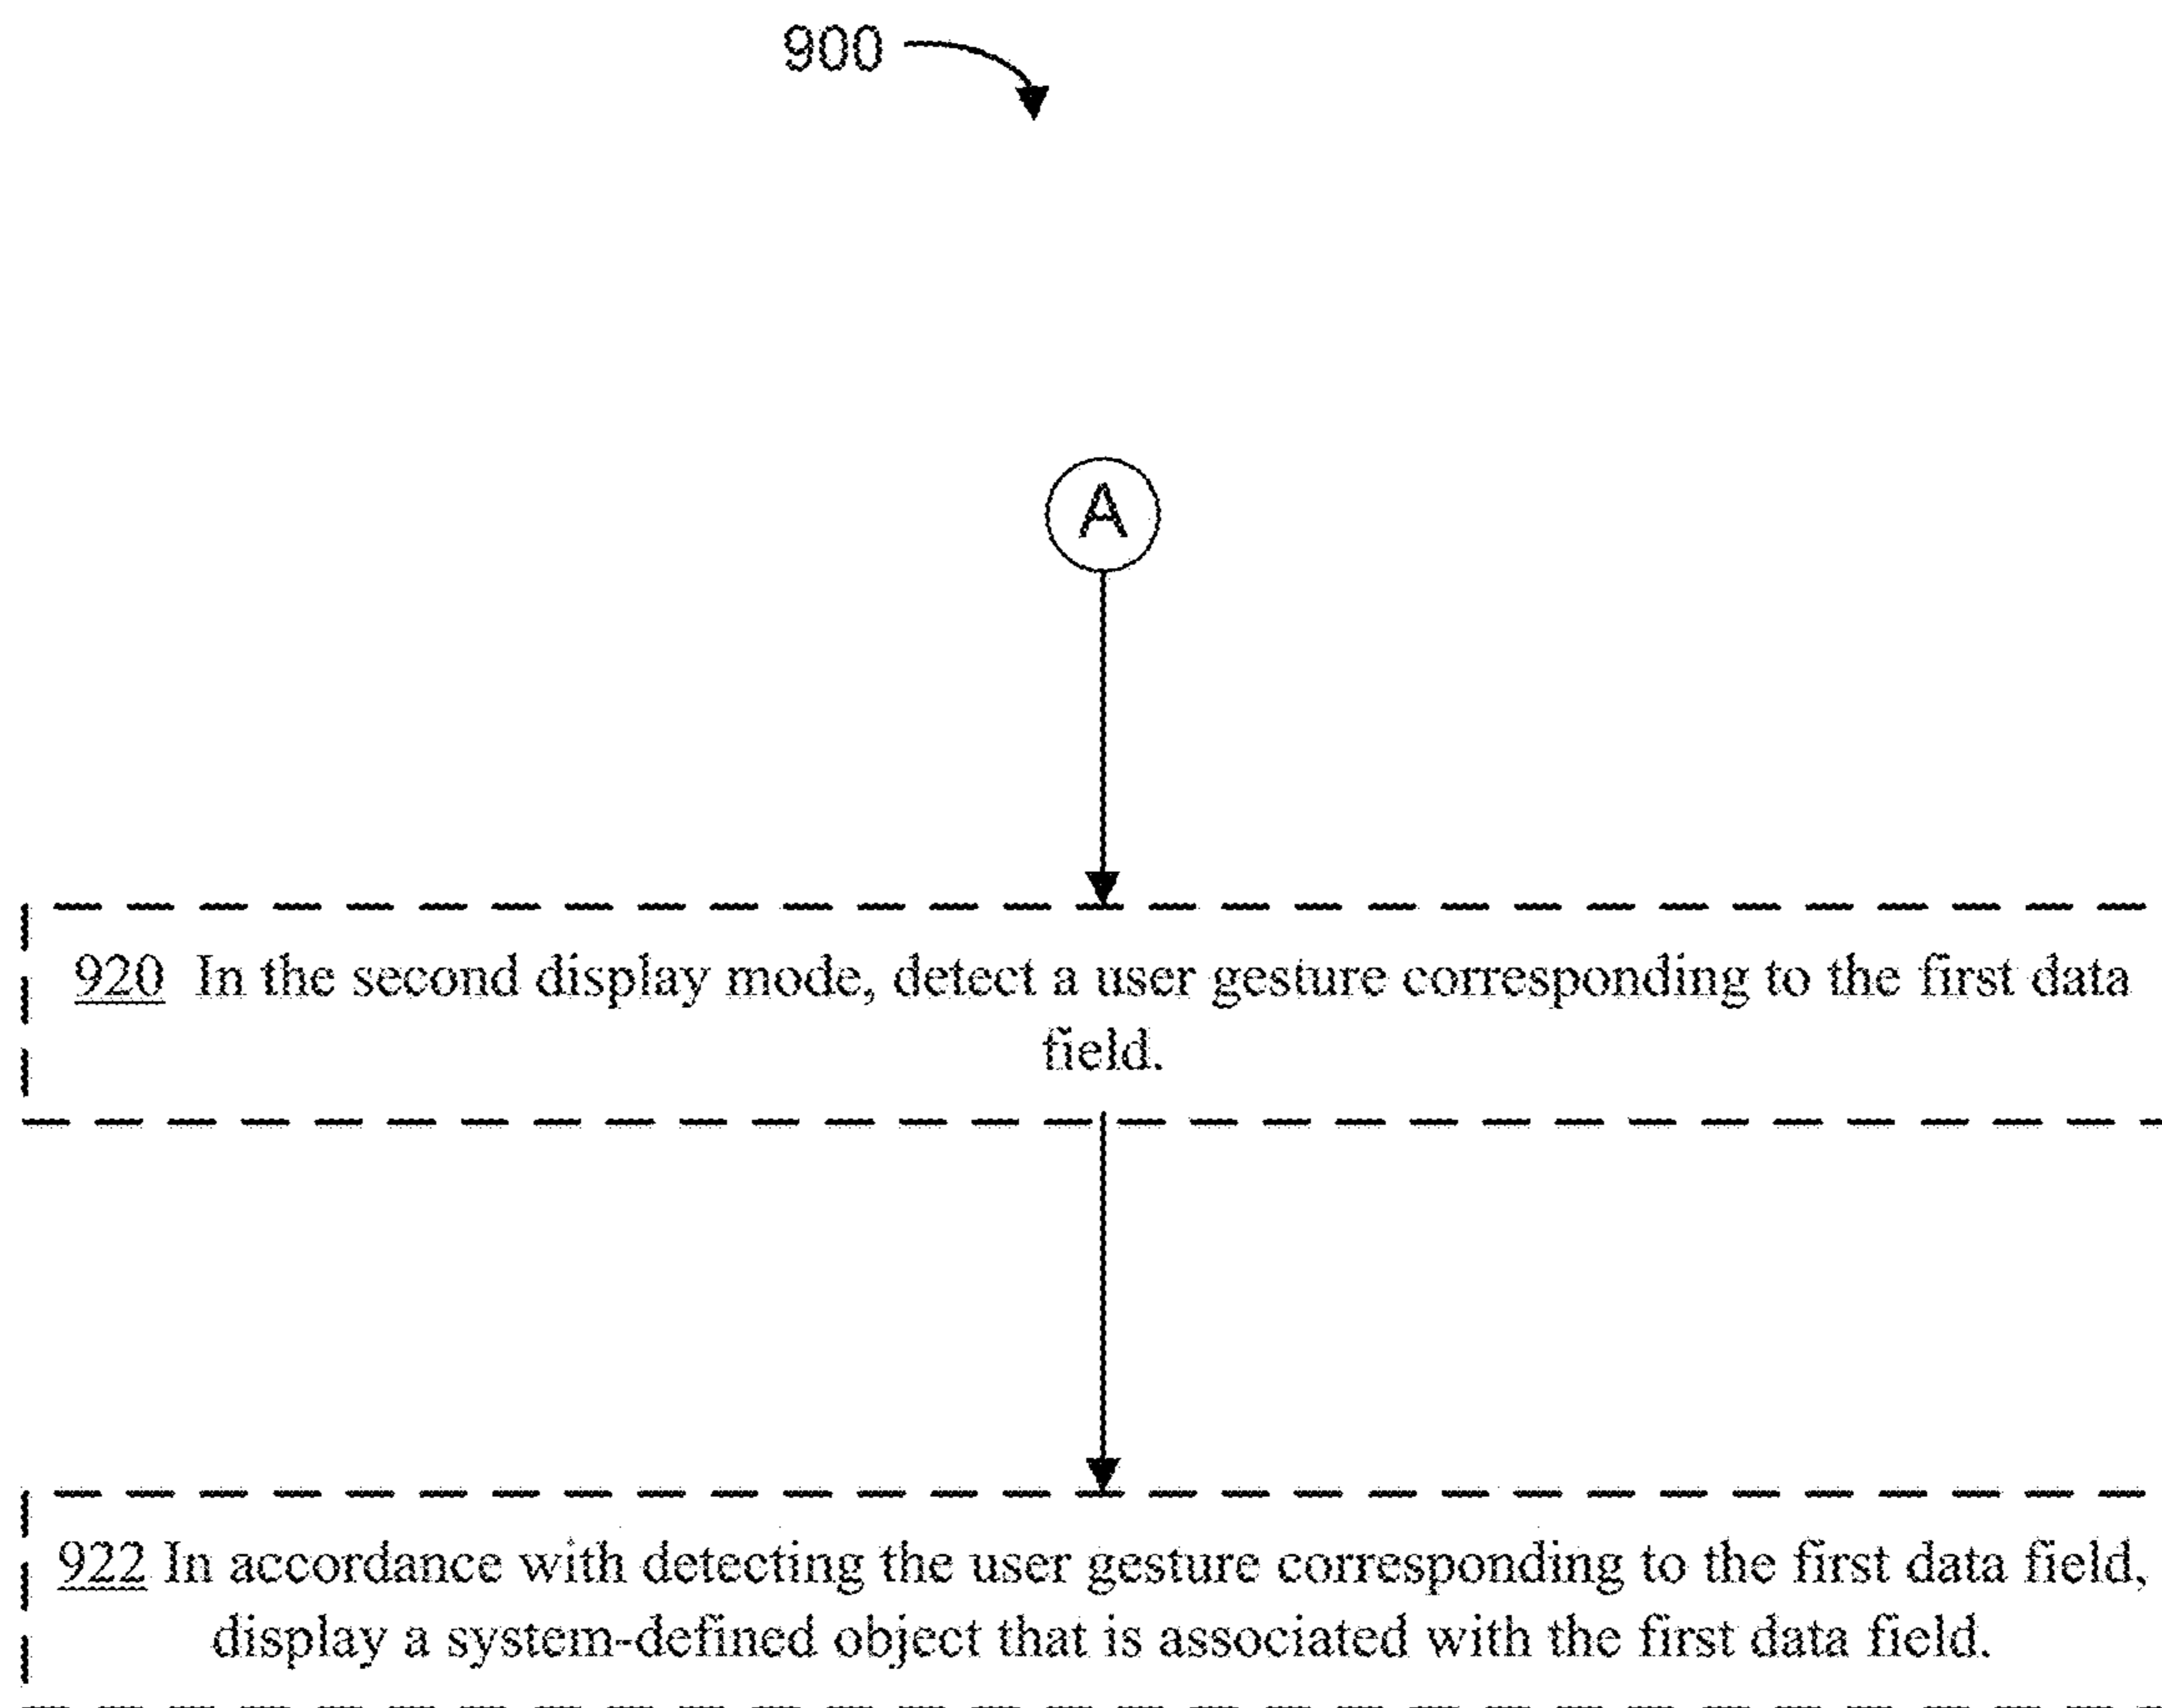 900
A
920 In the second display mode, detect a user gesture corresponding to the first data
field.
922 In accordance with detecting the user gesture corresponding to the first data field,
display a system-defined object that is associated with the first data field.